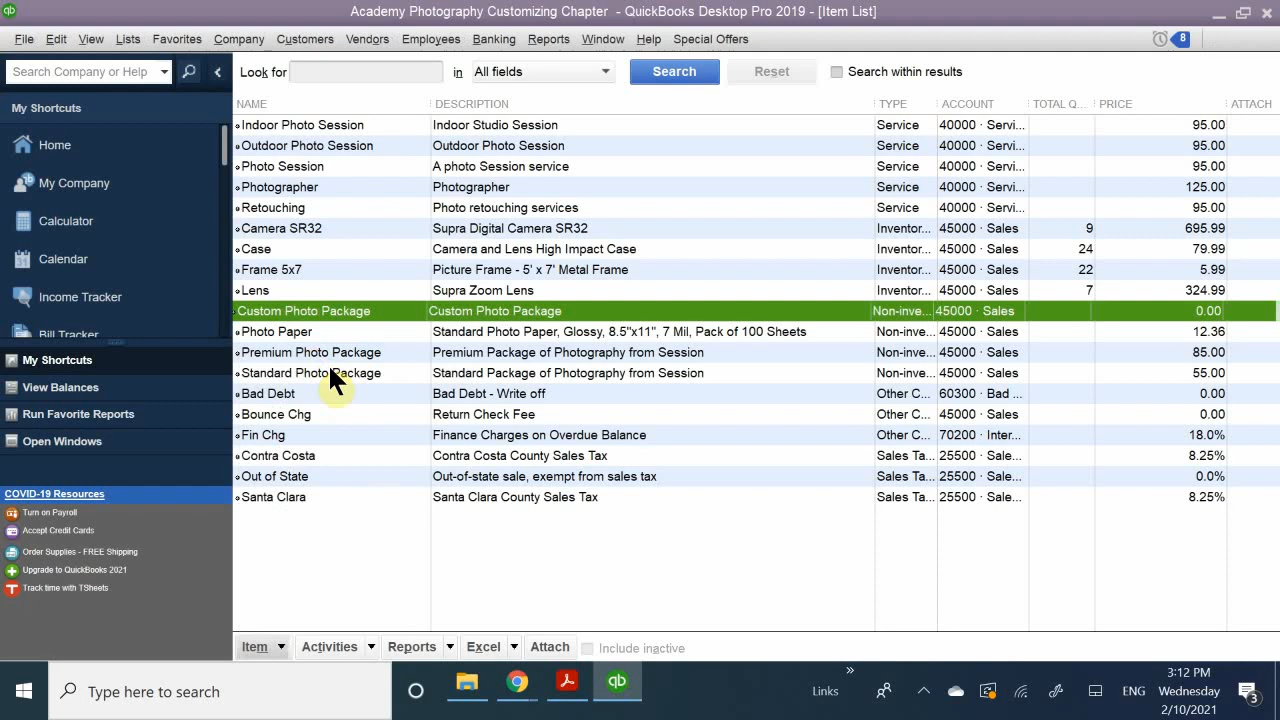 Academy Photography Customizing Chapter - QuickBooks Desktop Pro 2019 - [Item List]
File Edit View Lists Favorites Company Customers Vendors Employees Banking Reports Window Help Special Offers 8
Search Company or Help
Look for in All fields Search Reset Search within results
My Shortcuts
Home
My Company
Calculator
Calendar
Income Tracker
Bill Tracker
My Shortcuts
View Balances
Run Favorite Reports
Open Windows
COVID-19 Resources
Turn on Payroll
Accept Credit Cards
Order Supplies - FREE Shipping
Upgrade to QuickBooks 2021
Track time with TSheets
NAME DESCRIPTION TYPE ACCOUNT TOTAL Q... PRICE ATTACH
Indoor Photo Session Indoor Studio Session Service 40000 · Servi... 95.00
Outdoor Photo Session Outdoor Photo Session Service 40000 · Servi... 95.00
Photo Session A photo Session service Service 40000 · Servi... 95.00
Photographer Photographer Service 40000 · Servi... 125.00
Retouching Photo retouching services Service 40000 · Servi... 95.00
Camera SR32 Supra Digital Camera SR32 Inventor... 45000 · Sales 9 695.99
Case Camera and Lens High Impact Case Inventor... 45000 · Sales 24 79.99
Frame 5x7 Picture Frame - 5' x 7' Metal Frame Inventor... 45000 · Sales 22 5.99
Lens Supra Zoom Lens Inventor... 45000 · Sales 7 324.99
Custom Photo Package Custom Photo Package Non-inve... 45000 · Sales 0.00
Photo Paper Standard Photo Paper, Glossy, 8.5"x11", 7 Mil, Pack of 100 Sheets Non-inve... 45000 · Sales 12.36
Premium Photo Package Premium Package of Photography from Session Non-inve... 45000 · Sales 85.00
Standard Photo Package Standard Package of Photography from Session Non-inve... 45000 · Sales 55.00
Bad Debt Bad Debt - Write off Other C... 60300 · Bad ... 0.00
Bounce Chg Return Check Fee Other C... 45000 · Sales 0.00
Fin Chg Finance Charges on Overdue Balance Other C... 70200 · Inter... 18.0%
Contra Costa Contra Costa County Sales Tax Sales Ta... 25500 · Sale... 8.25%
Out of State Out-of-state sale, exempt from sales tax Sales Ta... 25500 · Sale... 0.0%
Santa Clara Santa Clara County Sales Tax Sales Ta... 25500 · Sale... 8.25%
Item Activities Reports Excel Attach Include inactive
Type here to search
Links
ENG
3:12 PM
Wednesday
2/10/2021
3